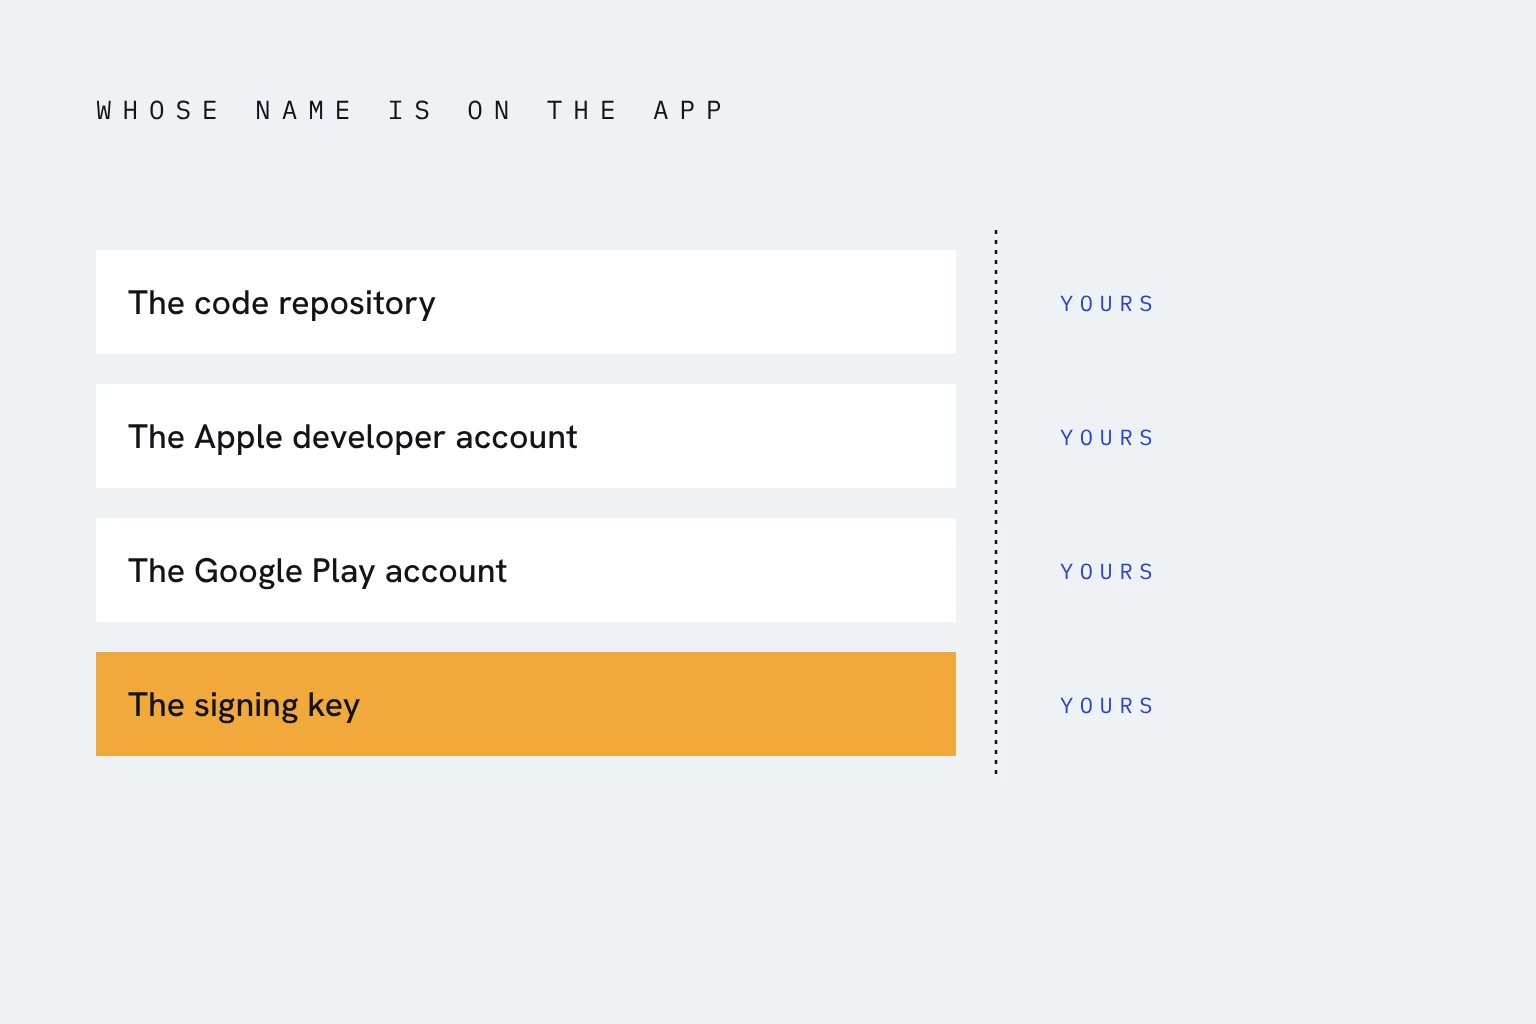 WHOSE NAME IS ON THE APP
The code repository YOURS
The Apple developer account YOURS
The Google Play account YOURS
The signing key YOURS